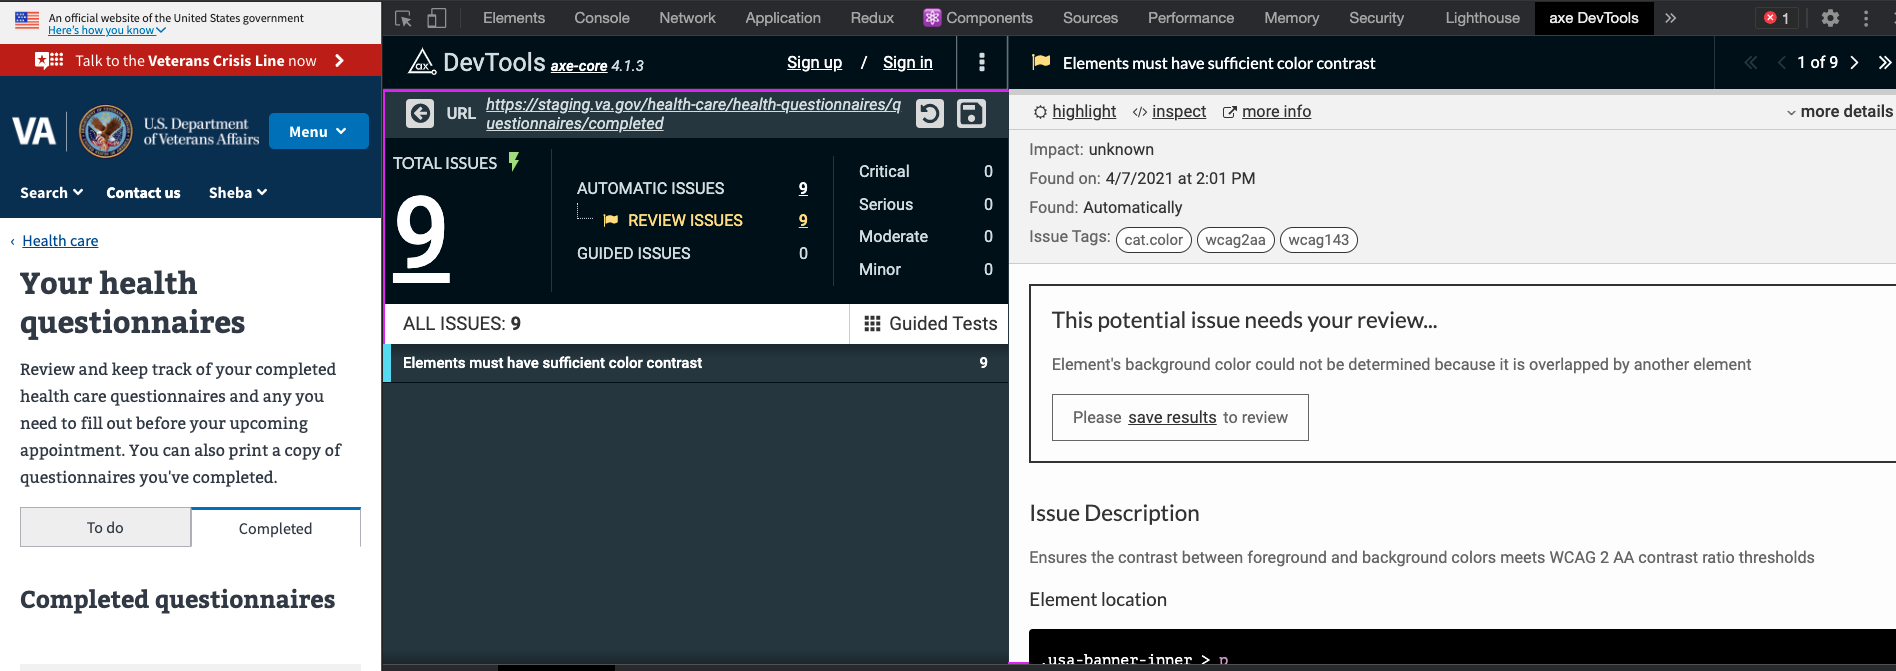 An official website of the United States government
Here's how you know
Talk to the Veterans Crisis Line now
VA
U.S. Department
of Veterans Affairs
Menu
Search
Contact us
Sheba
‹ Health care
Your health
questionnaires
Review and keep track of your completed
health care questionnaires and any you
need to fill out before your upcoming
appointment. You can also print a copy of
questionnaires you've completed.
To do
Completed
Completed questionnaires
Elements
Console
Network
Application
Redux
Components
Sources
Performance
Memory
Security
Lighthouse
axe DevTools
1
ax
DevTools axe-core 4.1.3
Sign up / Sign in
URL
https://staging.va.gov/health-care/health-questionnaires/q
uestionnaires/completed
TOTAL ISSUES
9
AUTOMATIC ISSUES 9
REVIEW ISSUES 9
GUIDED ISSUES 0
Critical 0
Serious 0
Moderate 0
Minor 0
ALL ISSUES: 9
Guided Tests
Elements must have sufficient color contrast 9
Elements must have sufficient color contrast
1 of 9
highlight
</> inspect
more info
more details
Impact: unknown
Found on: 4/7/2021 at 2:01 PM
Found: Automatically
Issue Tags: cat.color wcag2aa wcag143
This potential issue needs your review...
Element's background color could not be determined because it is overlapped by another element
Please save results to review
Issue Description
Ensures the contrast between foreground and background colors meets WCAG 2 AA contrast ratio thresholds
Element location
.usa-banner-inner > p